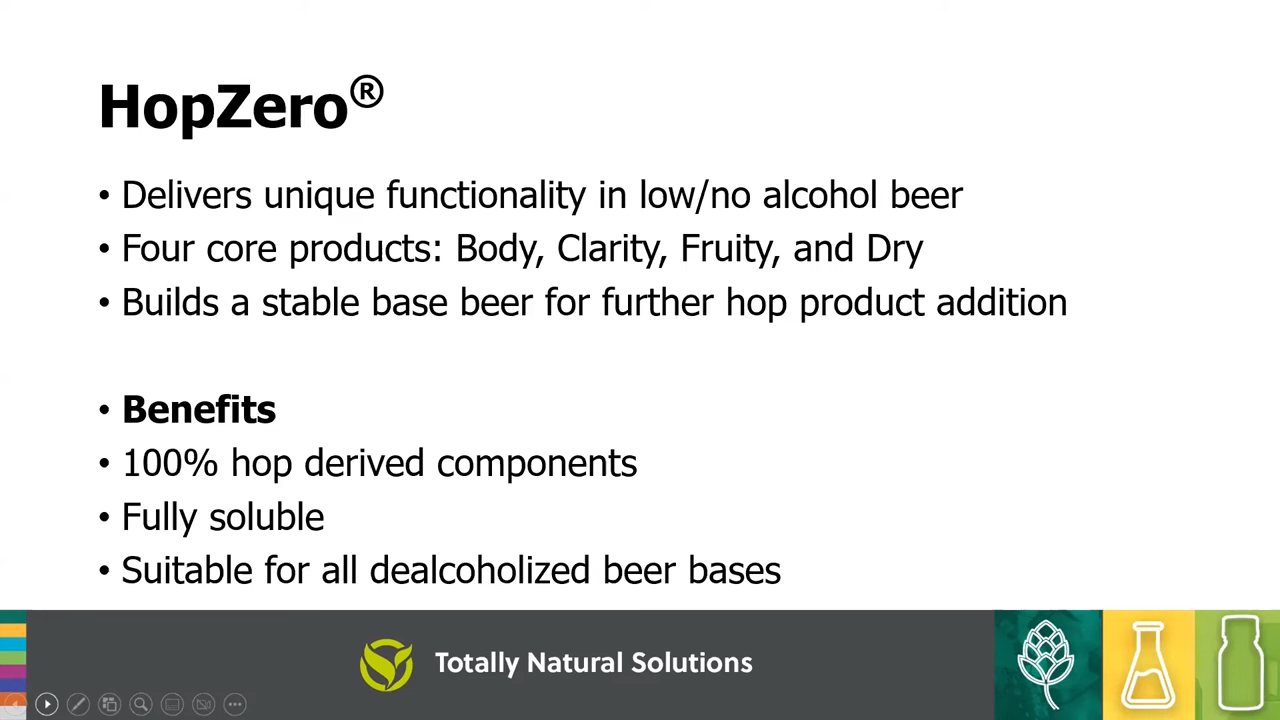 HopZero®
• Delivers unique functionality in low/no alcohol beer
• Four core products: Body, Clarity, Fruity, and Dry
• Builds a stable base beer for further hop product addition
• Benefits
• 100% hop derived components
• Fully soluble
• Suitable for all dealcoholized beer bases
Totally Natural Solutions